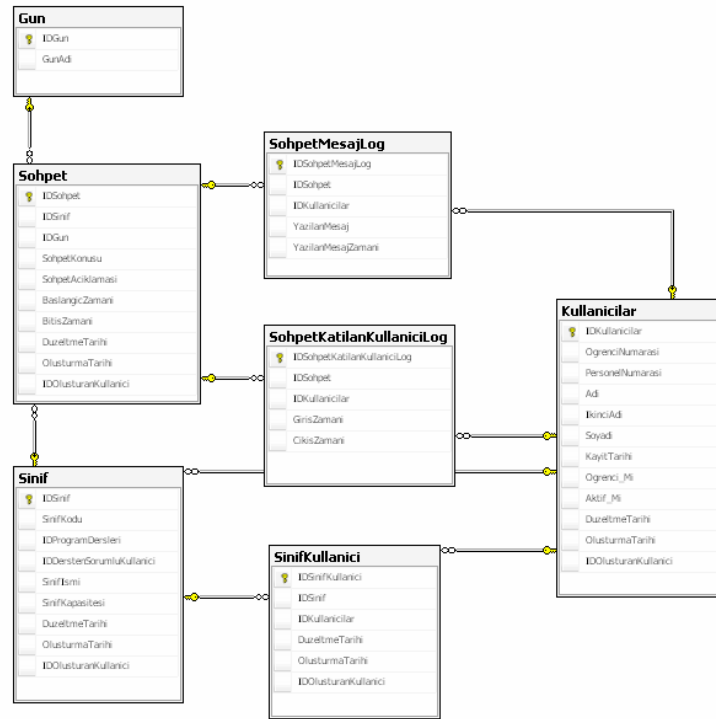 Gun
IDGun
GunAdi
Sohpet
IDSohpet
IDSinif
IDGun
SohpetKonusu
SohpetAciklamasi
BaslangicZamani
BitisZamani
DuzeltmeTarihi
OlusturmaTarihi
IDOlusturanKullanici
SohpetMesajLog
IDSohpetMesajLog
IDSohpet
IDKullanicilar
YazilanMesaj
YazilanMesajZamani
SohpetKatilanKullaniciLog
IDSohpetKatilanKullaniciLog
IDSohpet
IDKullanicilar
GirisZamani
CikisZamani
Kullanicilar
IDKullanicilar
OgrenciNumarasi
PersonelNumarasi
Adi
IkinciAdi
Soyadi
KayitTarihi
Ogrenci_Mi
Aktif_Mi
DuzeltmeTarihi
OlusturmaTarihi
IDOlusturanKullanici
Sinif
IDSinif
SinifKodu
IDProgramDersleri
IDDerstenSorumluKullanici
SinifIsmi
SinifKapasitesi
DuzeltmeTarihi
OlusturmaTarihi
IDOlusturanKullanici
SinifKullanici
IDSinifKullanici
IDSinif
IDKullanicilar
DuzeltmeTarihi
OlusturmaTarihi
IDOlusturanKullanici